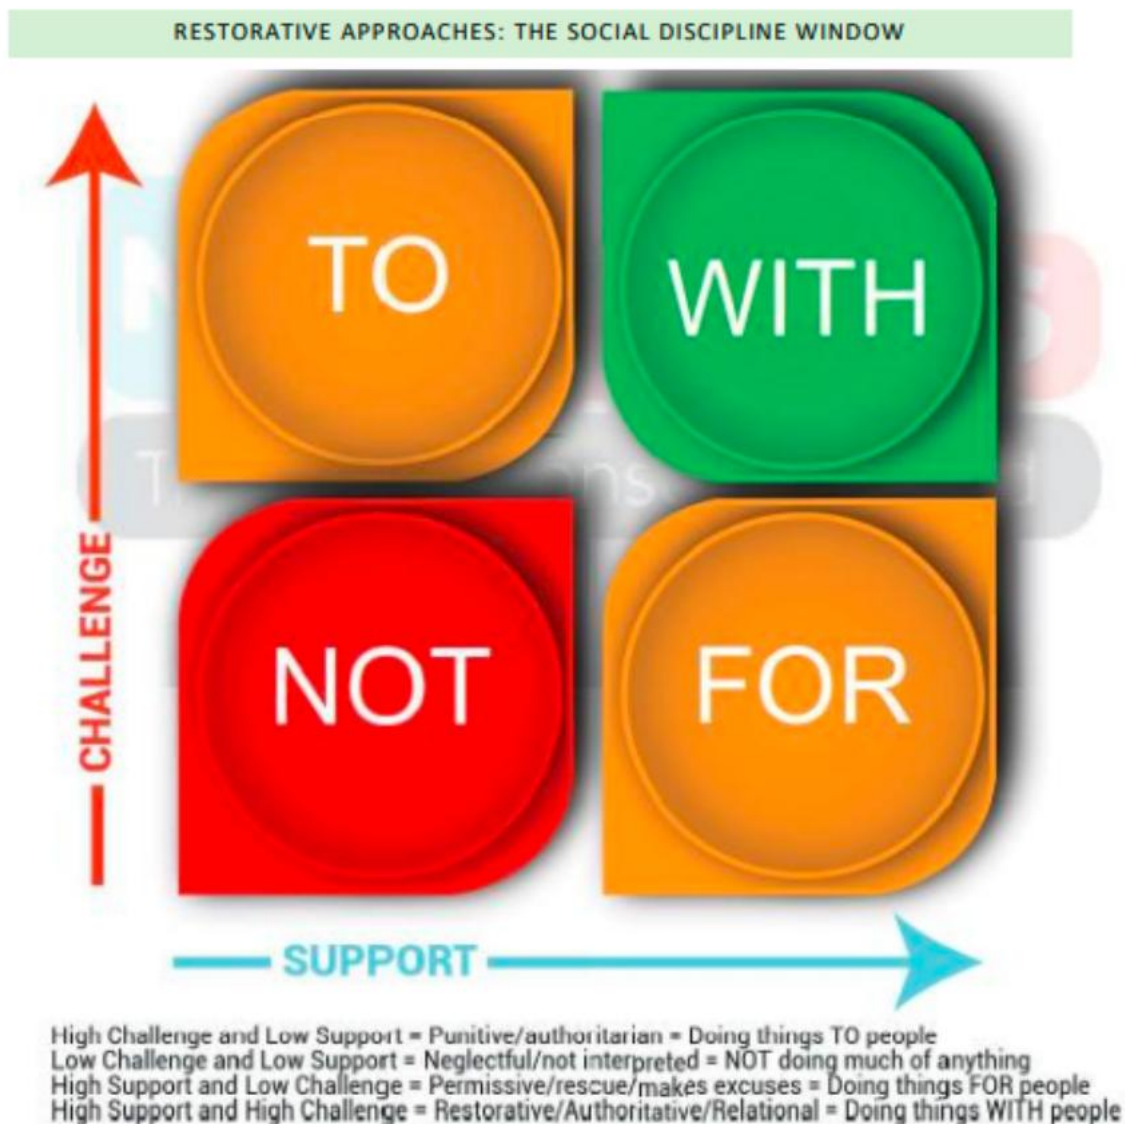 RESTORATIVE APPROACHES: THE SOCIAL DISCIPLINE WINDOW
TO
WITH
CHALLENGE
NOT
FOR
SUPPORT
High Challenge and Low Support = Punitive/authoritarian = Doing things TO people
Low Challenge and Low Support = Neglectful/not interpreted = NOT doing much of anything
High Support and Low Challenge = Permissive/rescue/makes excuses = Doing things FOR people
High Support and High Challenge = Restorative/Authoritative/Relational = Doing things WITH people